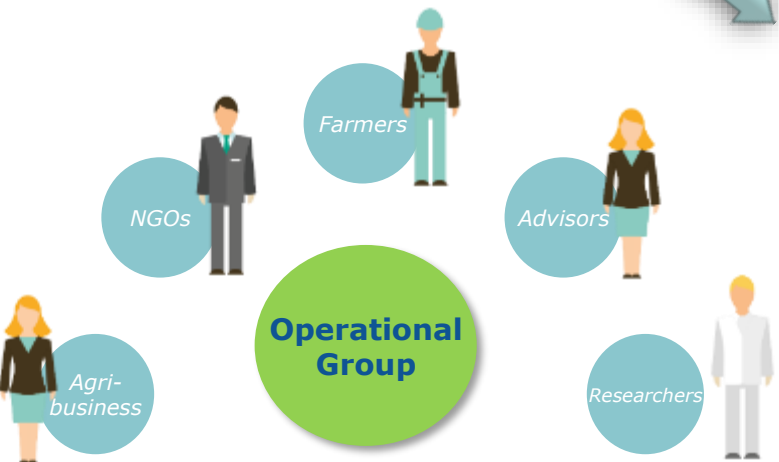 Farmers
NGOs
Advisors
Operational
Group
Agri-
business
Researchers